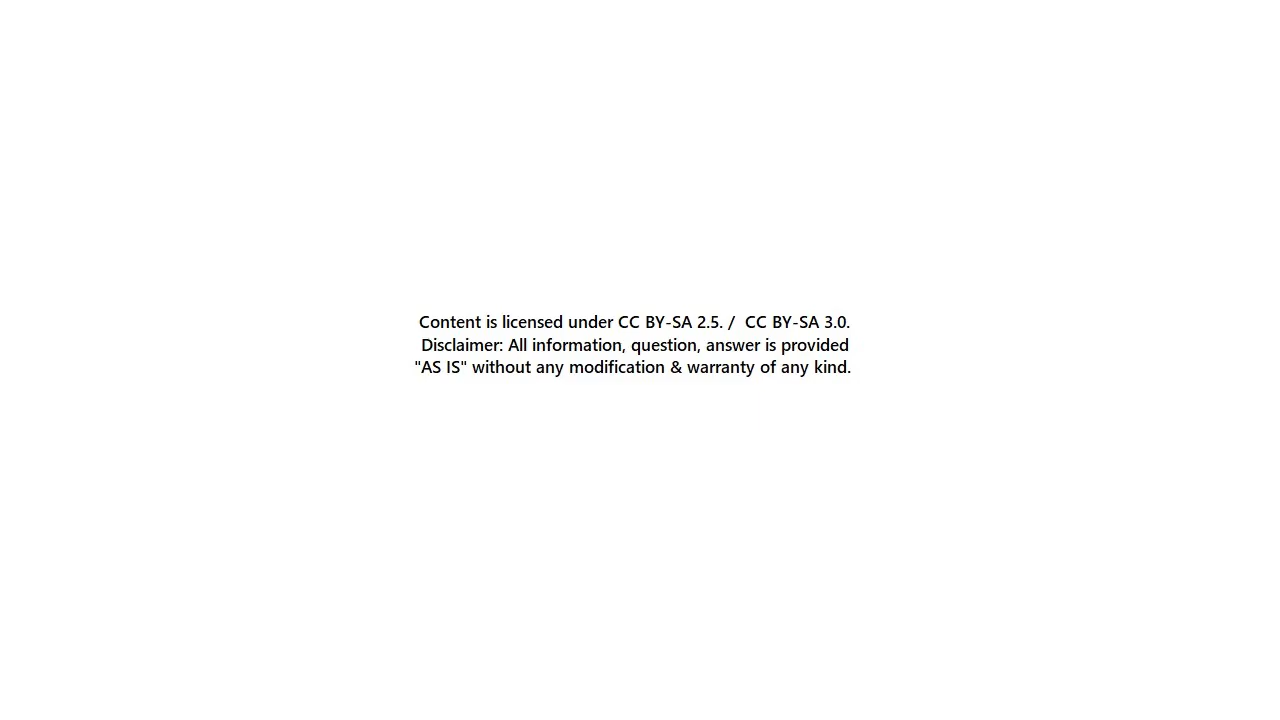 Content is licensed under CC BY-SA 2.5. /  CC BY-SA 3.0.
Disclaimer: All information, question, answer is provided
"AS IS" without any modification & warranty of any kind.